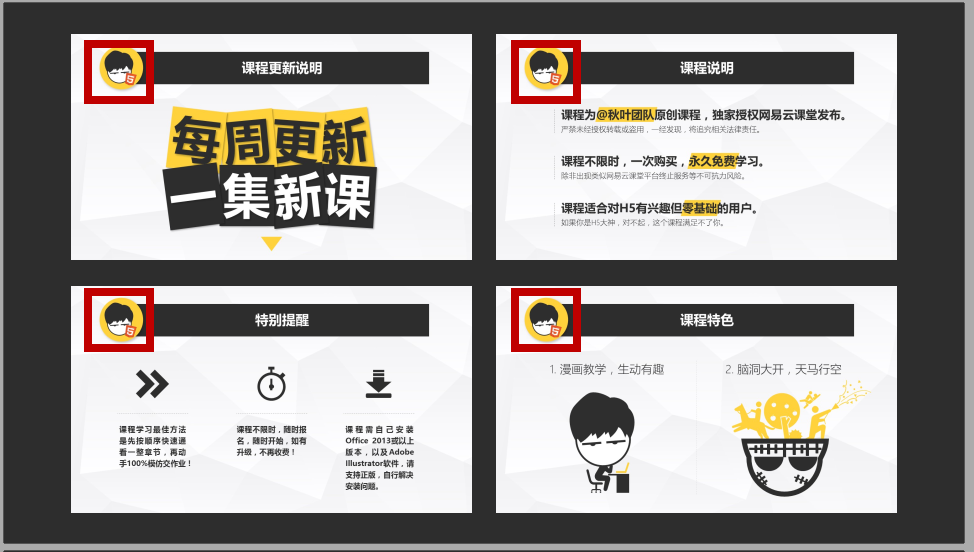 课程更新说明
每周更新
一集新课
课程说明
课程为@秋叶团队原创课程，独家授权网易云课堂发布。
严禁未经授权转载或盗用，一经发现，将追究相关法律责任。
课程不限时，一次购买，永久免费学习。
除非出现类似网易云课堂平台终止服务等不可抗力风险。
课程适合对H5有兴趣但零基础的用户。
如果你是H5大神，对不起，这个课程满足不了你。
特别提醒
课程学习最佳方法
是先按顺序快速通
看一整章节，再动
手100%模仿交作业！
课程不限时，随时报
名，随时开始，如有
升级，不再收费！
课程需自己安装
Office 2013或以上
版本，以及Adobe
Illustrator软件，请
支持正版，自行解决
安装问题。
课程特色
1. 漫画教学，生动有趣
2. 脑洞大开，天马行空
5
5
5
5